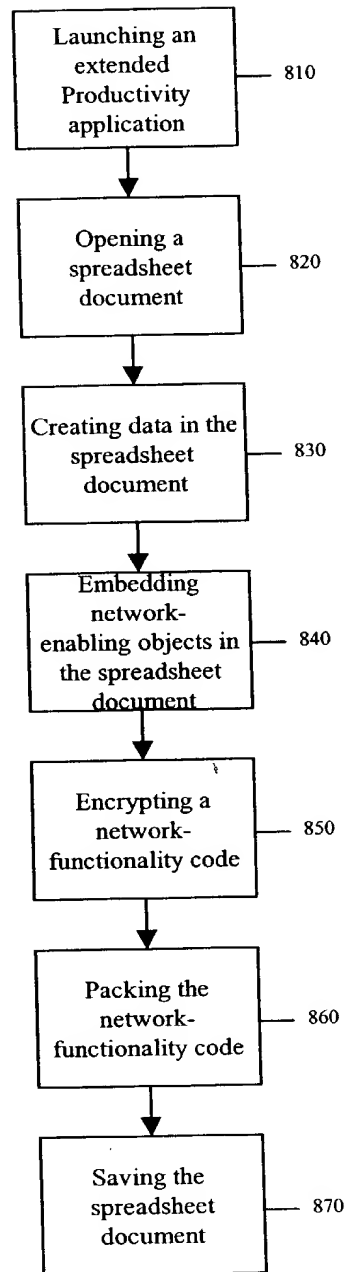 Launching an
extended
Productivity
application
810
Opening a
spreadsheet
document
820
Creating data in the
spreadsheet
document
830
Embedding
network-
enabling objects in
the spreadsheet
document
840
Encrypting a
network-
functionality code
850
Packing the
network-
functionality code
860
Saving the
spreadsheet
document
870